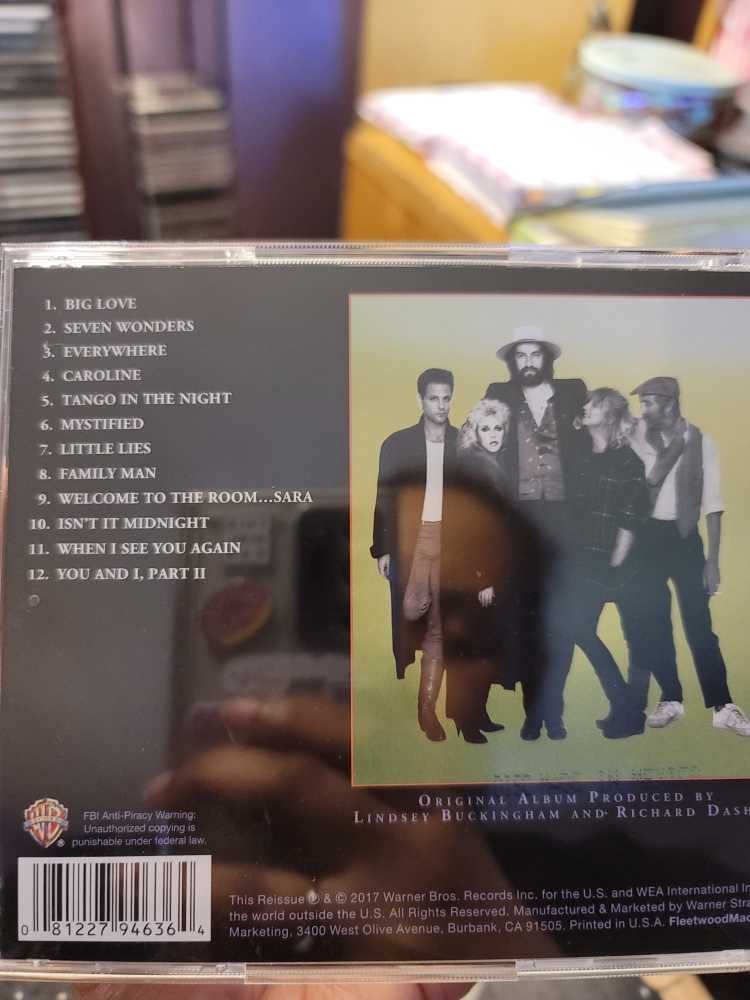 1. BIG LOVE
2. SEVEN WONDERS
3. EVERYWHERE
4. CAROLINE
5. TANGO IN THE NIGHT
6. MYSTIFIED
7. LITTLE LIES
8. FAMILY MAN
9. WELCOME TO THE ROOM...SARA
10. ISN'T IT MIDNIGHT
11. WHEN I SEE YOU AGAIN
12. YOU AND I, PART II
ORIGINAL ALBUM PRODUCED BY
LINDSEY BUCKINGHAM AND RICHARD DASH
WB
FBI Anti-Piracy Warning:
Unauthorized copying is
punishable under federal law.
0 81227 94636 4
This Reissue ℗ & © 2017 Warner Bros. Records Inc. for the U.S. and WEA International In
the world outside the U.S. All Rights Reserved. Manufactured & Marketed by Warner Stra
Marketing, 3400 West Olive Avenue, Burbank, CA 91505. Printed in U.S.A. FleetwoodMac